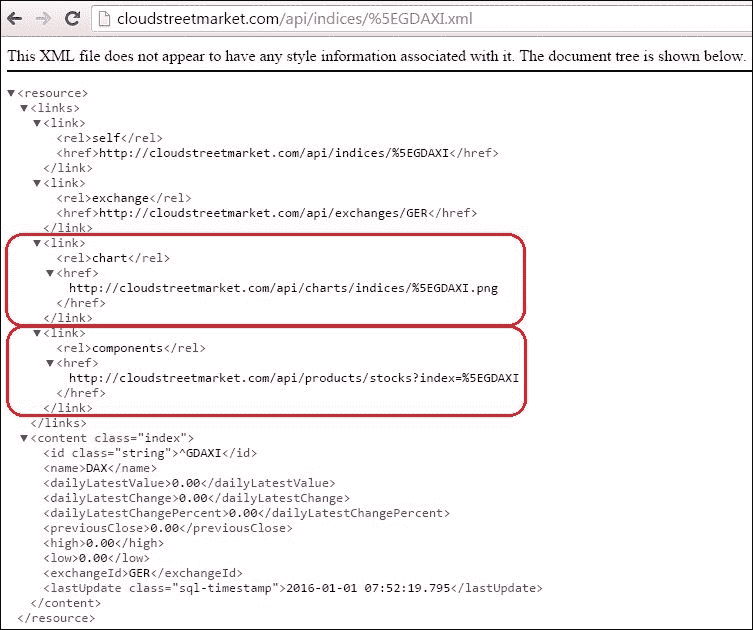 cloudstreetmarket.com/api/indices/%5EGDAXI.xml
This XML file does not appear to have any style information associated with it. The document tree is shown below.
▼<resource>
▼<links>
▼<link>
<rel>self</rel>
<href>http://cloudstreetmarket.com/api/indices/%5EGDAXI</href>
</link>
▼<link>
<rel>exchange</rel>
<href>http://cloudstreetmarket.com/api/exchanges/GER</href>
</link>
▼<link>
<rel>chart</rel>
▼<href>
http://cloudstreetmarket.com/api/charts/indices/%5EGDAXI.png
</href>
</link>
▼<link>
<rel>components</rel>
▼<href>
http://cloudstreetmarket.com/api/products/stocks?index=%5EGDAXI
</href>
</link>
</links>
▼<content class="index">
<id class="string">^GDAXI</id>
<name>DAX</name>
<dailyLatestValue>0.00</dailyLatestValue>
<dailyLatestChange>0.00</dailyLatestChange>
<dailyLatestChangePercent>0.00</dailyLatestChangePercent>
<previousClose>0.00</previousClose>
<high>0.00</high>
<low>0.00</low>
<exchangeId>GER</exchangeId>
<lastUpdate class="sql-timestamp">2016-01-01 07:52:19.795</lastUpdate>
</content>
</resource>